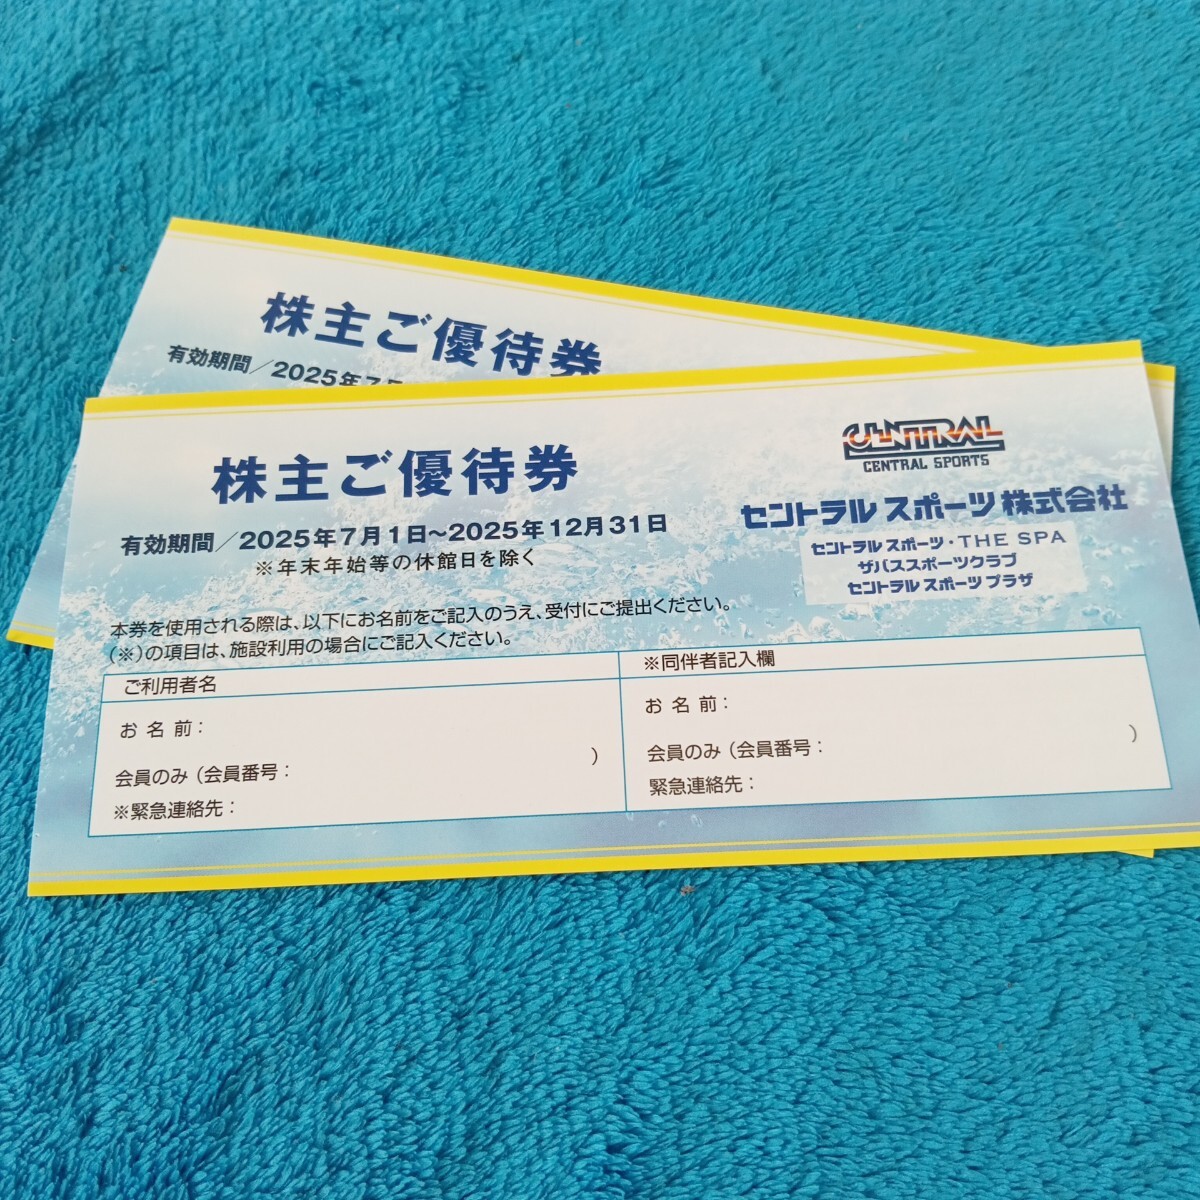 株主ご優待券
有効期間／2025年7月
株主ご優待券
有効期間／2025年7月1日～2025年12月31日
※年末年始等の休館日を除く
CENTRAL
CENTRAL SPORTS
セントラルスポーツ株式会社
セントラルスポーツ・THE SPA
ザバススポーツクラブ
セントラルスポーツプラザ
本券を使用される際は、以下にお名前をご記入のうえ、受付にご提出ください。
（※）の項目は、施設利用の場合にご記入ください。
ご利用者名
お名前：
会員のみ（会員番号：　　　　）
※緊急連絡先：
※同伴者記入欄
お名前：
会員のみ（会員番号：　　　　）
緊急連絡先：